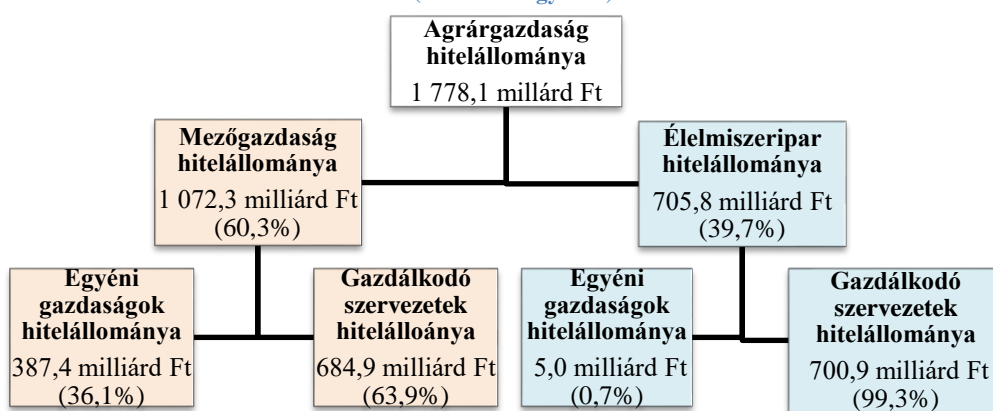 Agrárgazdaság
hitelállománya
1 778,1 millárd Ft
Mezőgazdaság
hitelállománya
1 072,3 milliárd Ft
(60,3%)
Élelmiszeripar
hitelállománya
705,8 milliárd Ft
(39,7%)
Egyéni
gazdaságok
hitelállománya
387,4 milliárd Ft
(36,1%)
Gazdálkodó
szervezetek
hitelálloánya
684,9 milliárd Ft
(63,9%)
Egyéni
gazdaságok
hitelállománya
5,0 milliárd Ft
(0,7%)
Gazdálkodó
szervezetek
hitelállománya
700,9 milliárd Ft
(99,3%)